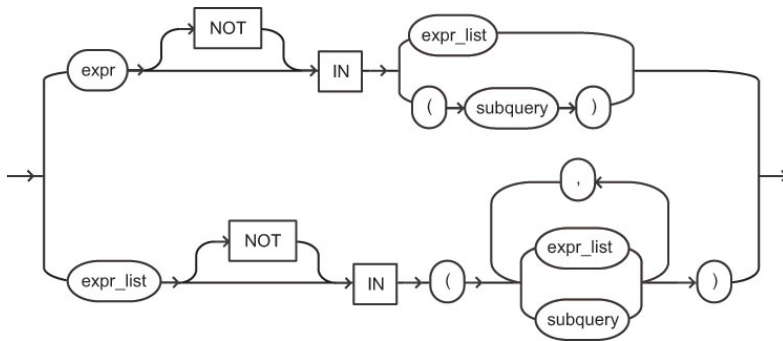 NOT
expr IN expr_list
( subquery )
,
NOT expr_list
expr_list IN ( )
subquery